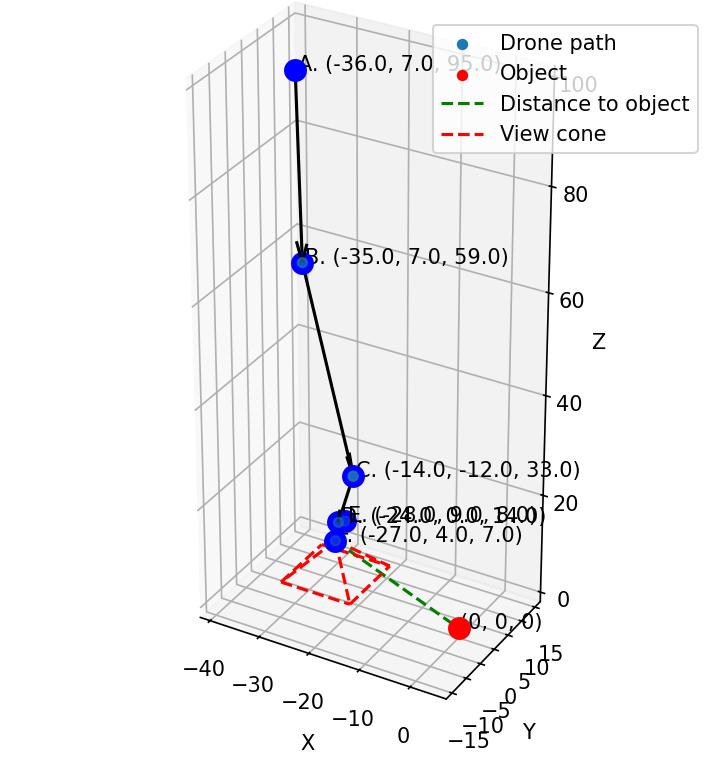 A. (-36.0, 7.0, 95.0)
Drone path
Object
Distance to object
View cone
100
80
B. (-35.0, 7.0, 59.0)
60
Z
40
C. (-14.0, -12.0, 33.0)
20
(-27.0, 4.0, 7.0)
0
(0, 0, 0)
−40
−30
−20
−10
0
X
15
10
5
0
−5
−10
−15
Y